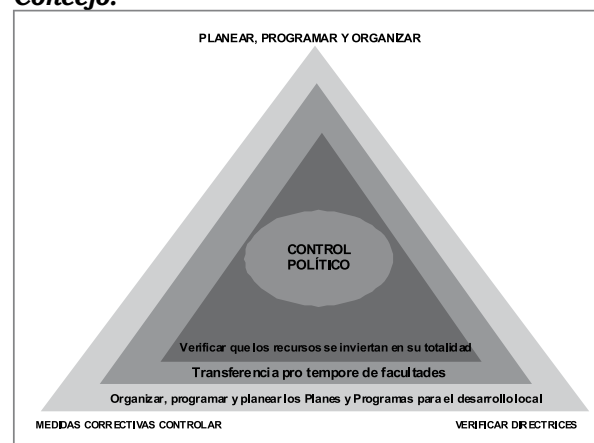 Concejo.
PLANEAR, PROGRAMAR Y ORGANIZAR
CONTROL
POLÍTICO
Verificar que los recursos se inviertan en su totalidad
Transferencia pro tempore de facultades
Organizar, programar y planear los Planes y Programas para el desarrollo local
MEDIDAS CORRECTIVAS CONTROLAR
VERIFICAR DIRECTRICES